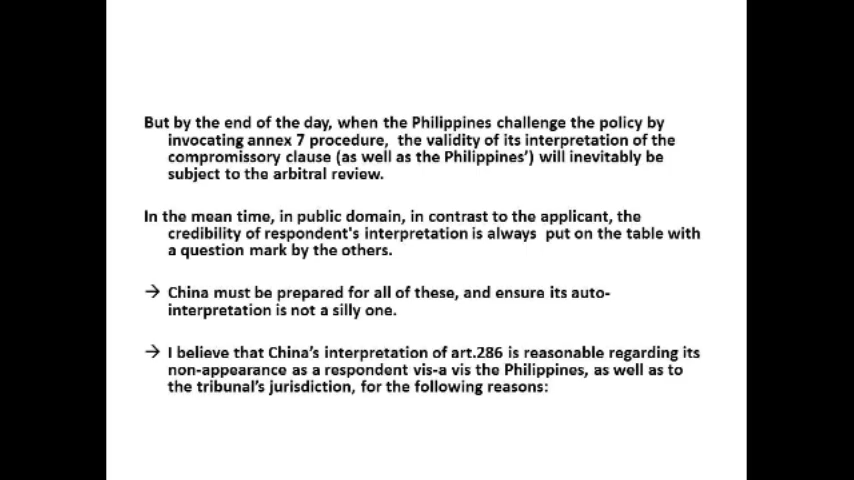 But by the end of the day, when the Philippines challenge the policy by
invocating annex 7 procedure, the validity of its interpretation of the
compromissory clause (as well as the Philippines') will inevitably be
subject to the arbitral review.
In the mean time, in public domain, in contrast to the applicant, the
credibility of respondent's interpretation is always put on the table with
a question mark by the others.
→ China must be prepared for all of these, and ensure its auto-
interpretation is not a silly one.
→ I believe that China's interpretation of art.286 is reasonable regarding its
non-appearance as a respondent vis-a vis the Philippines, as well as to
the tribunal's jurisdiction, for the following reasons: